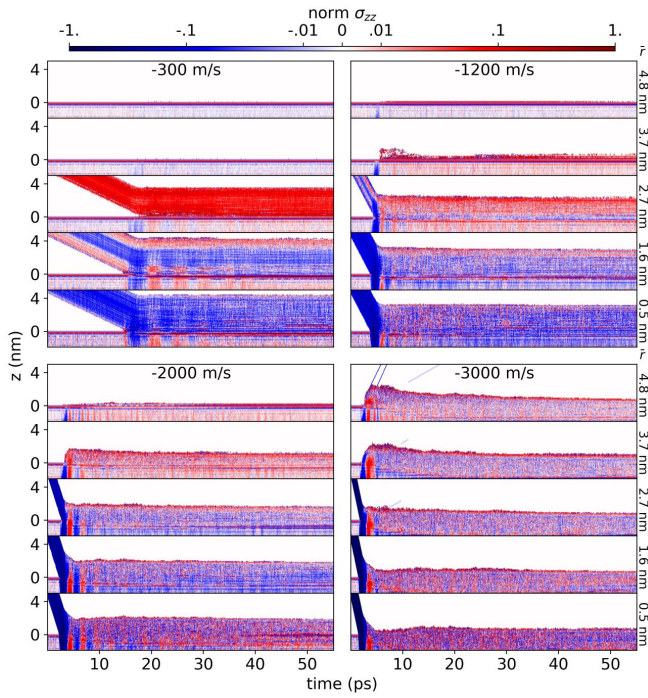 norm σzz
-1. -.1 -.01 0 .01 .1 1.
r̄
-300 m/s
-1200 m/s
4
0
4
0
4
0
4
0
4
0
4.8 nm
3.7 nm
2.7 nm
1.6 nm
0.5 nm
z (nm)
r̄
-2000 m/s
-3000 m/s
4
0
4
0
4
0
4
0
4
0
4.8 nm
3.7 nm
2.7 nm
1.6 nm
0.5 nm
10 20 30 40 50
10 20 30 40 50
time (ps)